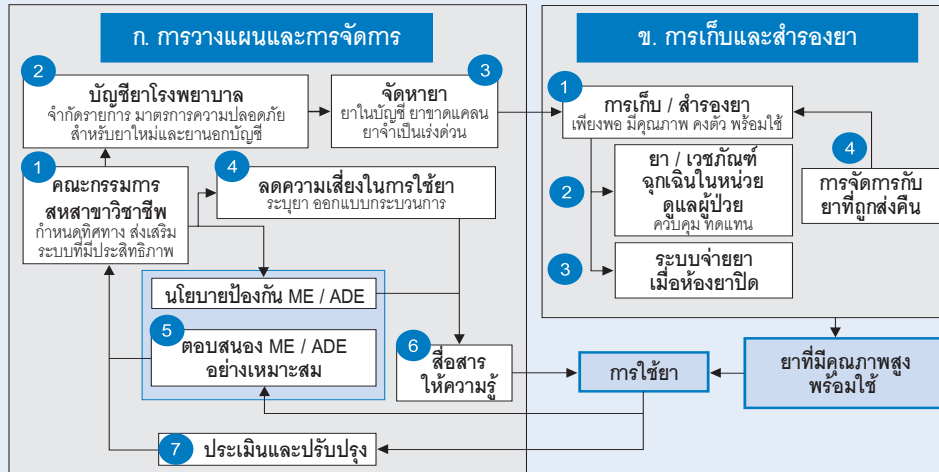 ก. การวางแผนและการจัดการ
2
บัญชียาโรงพยาบาล
จำกัดรายการ มาตรการความปลอดภัย
สำหรับยาใหม่และยานอกบัญชี
3
จัดหายา
ยาในบัญชี ยาขาดแคลน
ยาจำเป็นเร่งด่วน
1
คณะกรรมการ
สหสาขาวิชาชีพ
กำหนดทิศทาง ส่งเสริม
ระบบที่มีประสิทธิภาพ
4
ลดความเสี่ยงในการใช้ยา
ระบุยา ออกแบบกระบวนการ
นโยบายป้องกัน ME / ADE
5
ตอบสนอง ME / ADE
อย่างเหมาะสม
6
สื่อสาร
ให้ความรู้
7
ประเมินและปรับปรุง
ข. การเก็บและสำรองยา
1
การเก็บ / สำรองยา
เพียงพอ มีคุณภาพ คงตัว พร้อมใช้
2
ยา / เวชภัณฑ์
ฉุกเฉินในหน่วย
ดูแลผู้ป่วย
ควบคุม ทดแทน
3
ระบบจ่ายยา
เมื่อห้องยาปิด
4
การจัดการกับ
ยาที่ถูกส่งคืน
การใช้ยา
ยาที่มีคุณภาพสูง
พร้อมใช้